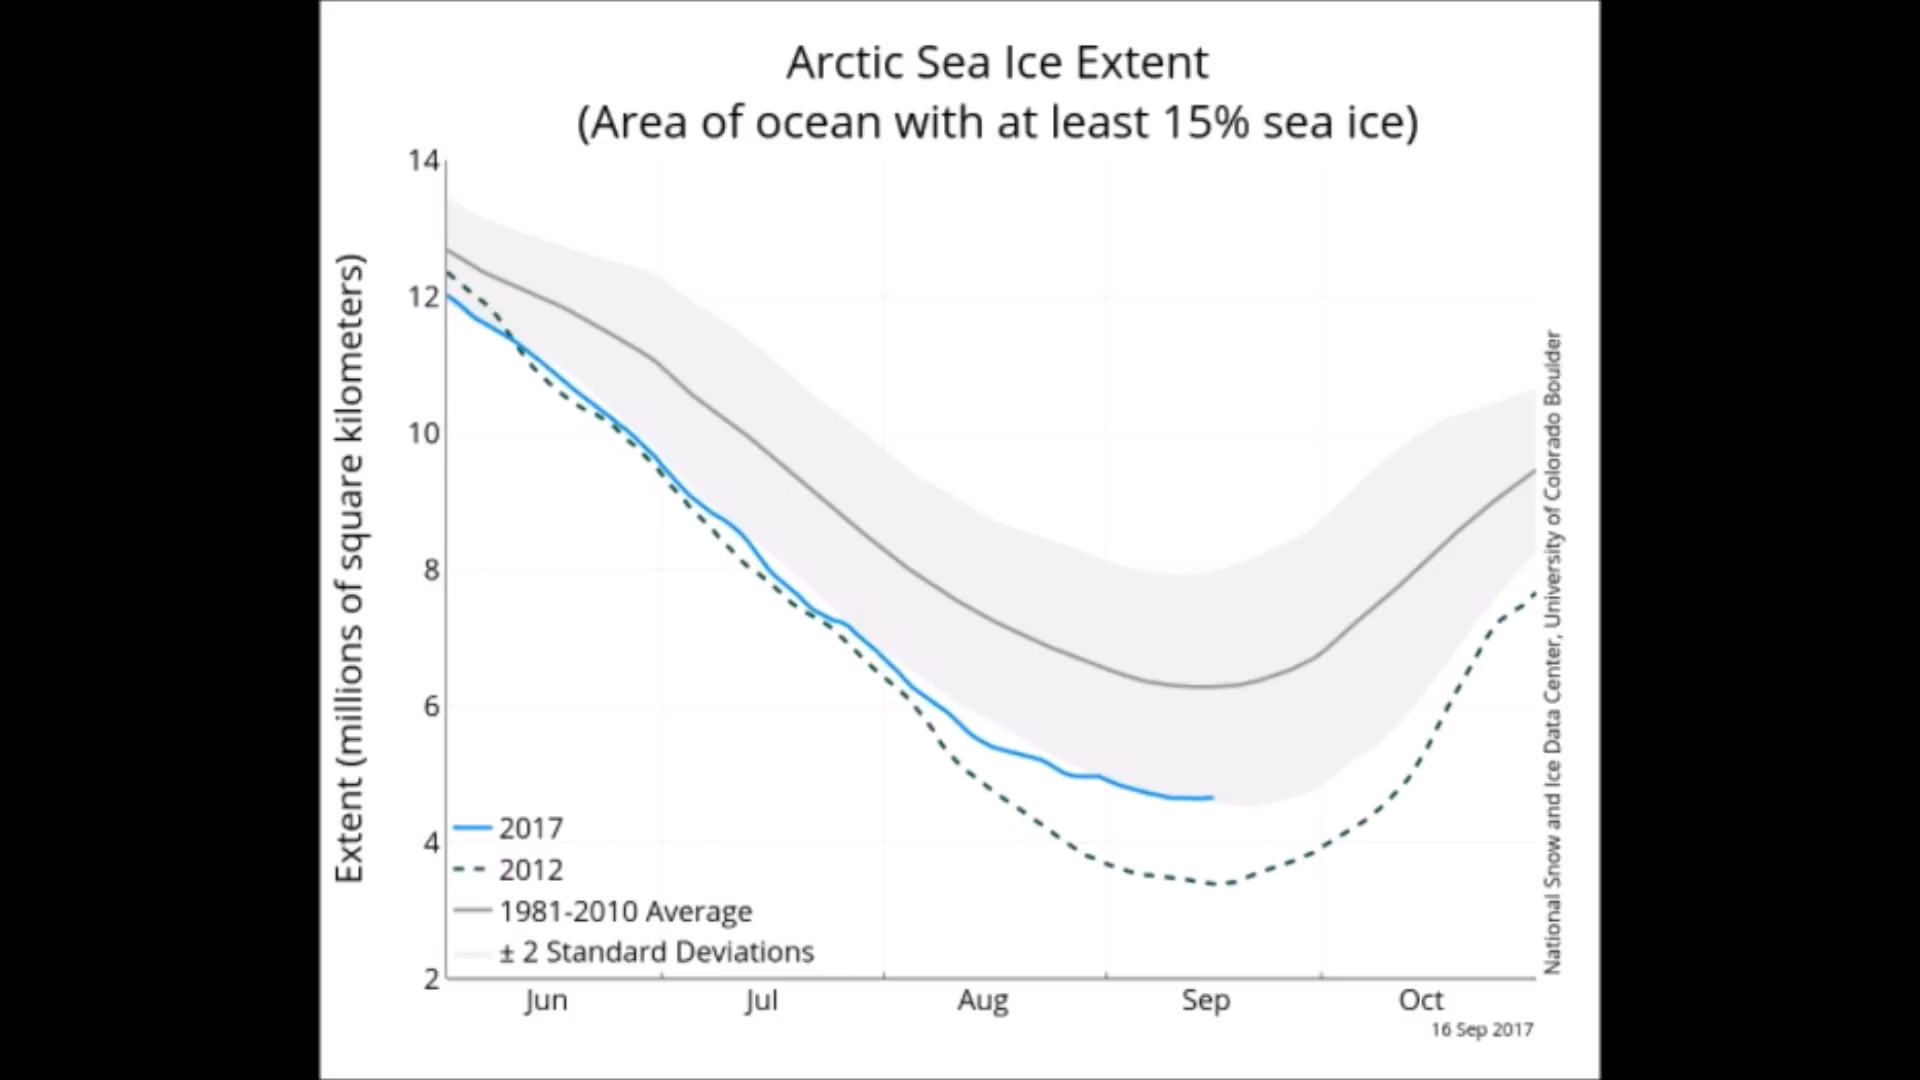 Arctic Sea Ice Extent
(Area of ocean with at least 15% sea ice)
Extent (millions of square kilometers)
14
12
10
8
6
4
2
2017
2012
1981-2010 Average
± 2 Standard Deviations
Jun
Jul
Aug
Sep
Oct
16 Sep 2017
National Snow and Ice Data Center, University of Colorado Boulder